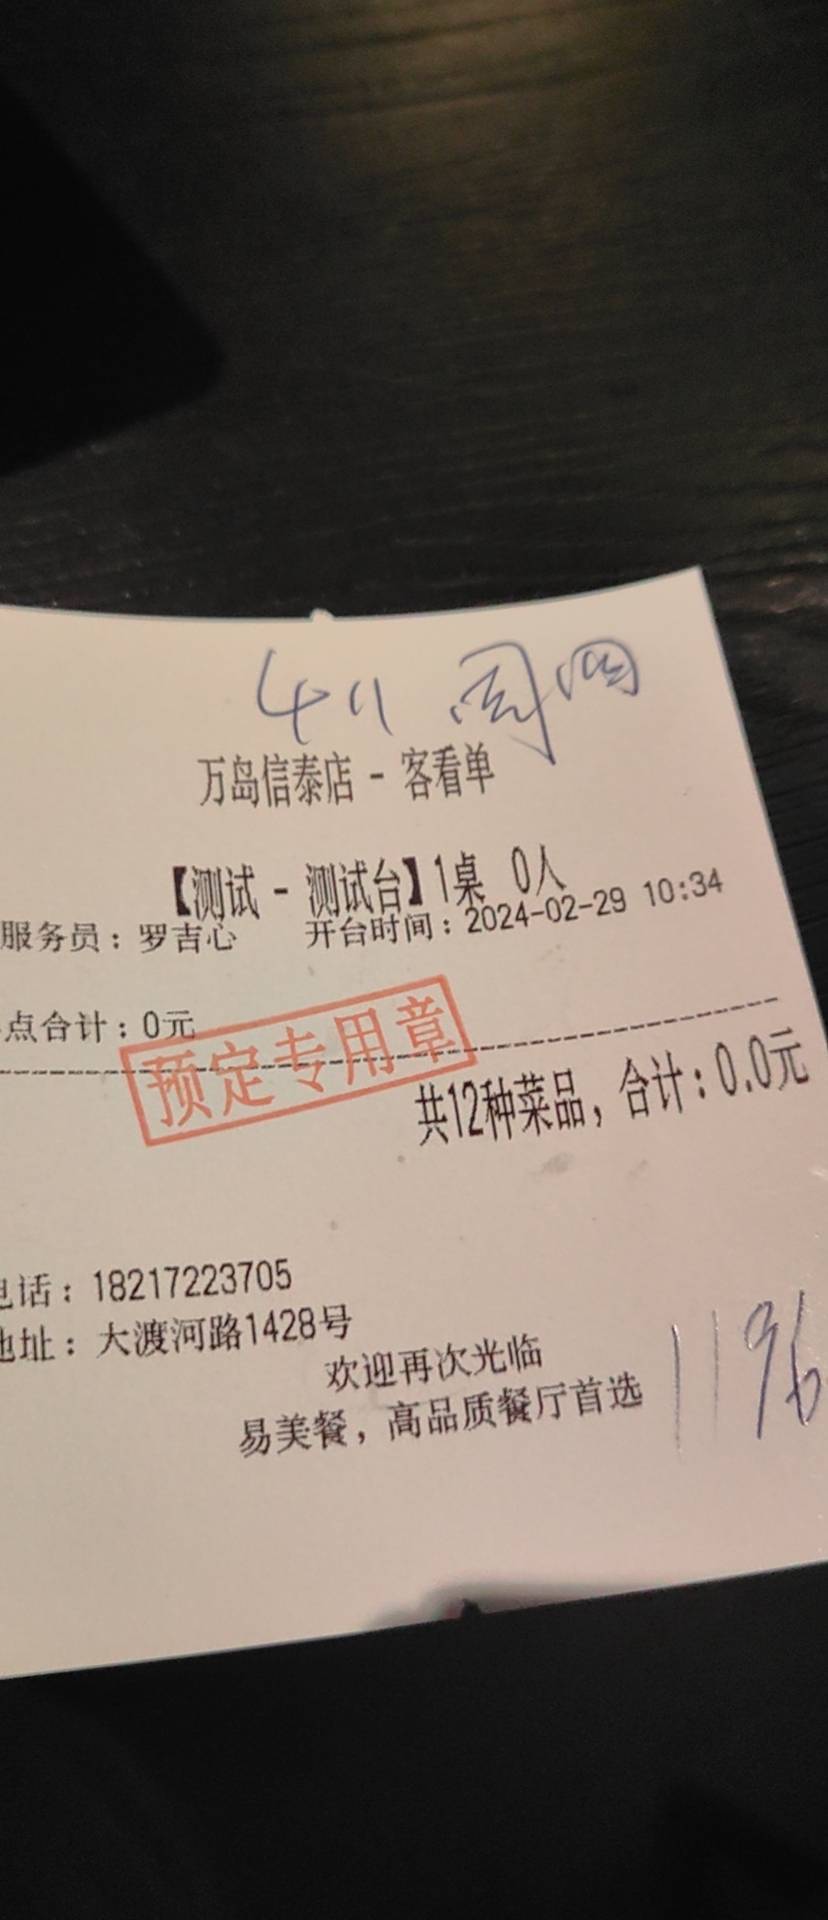 411
万岛信泰店 - 客看单
【测试 - 测试台】1桌 0人
服务员：罗吉心 开台时间：2024-02-29 10:34
点合计：0元
预定专用章
共12种菜品，合计：0.0元
电话：18217223705
地址：大渡河路1428号
欢迎再次光临
易美餐，高品质餐厅首选
1196